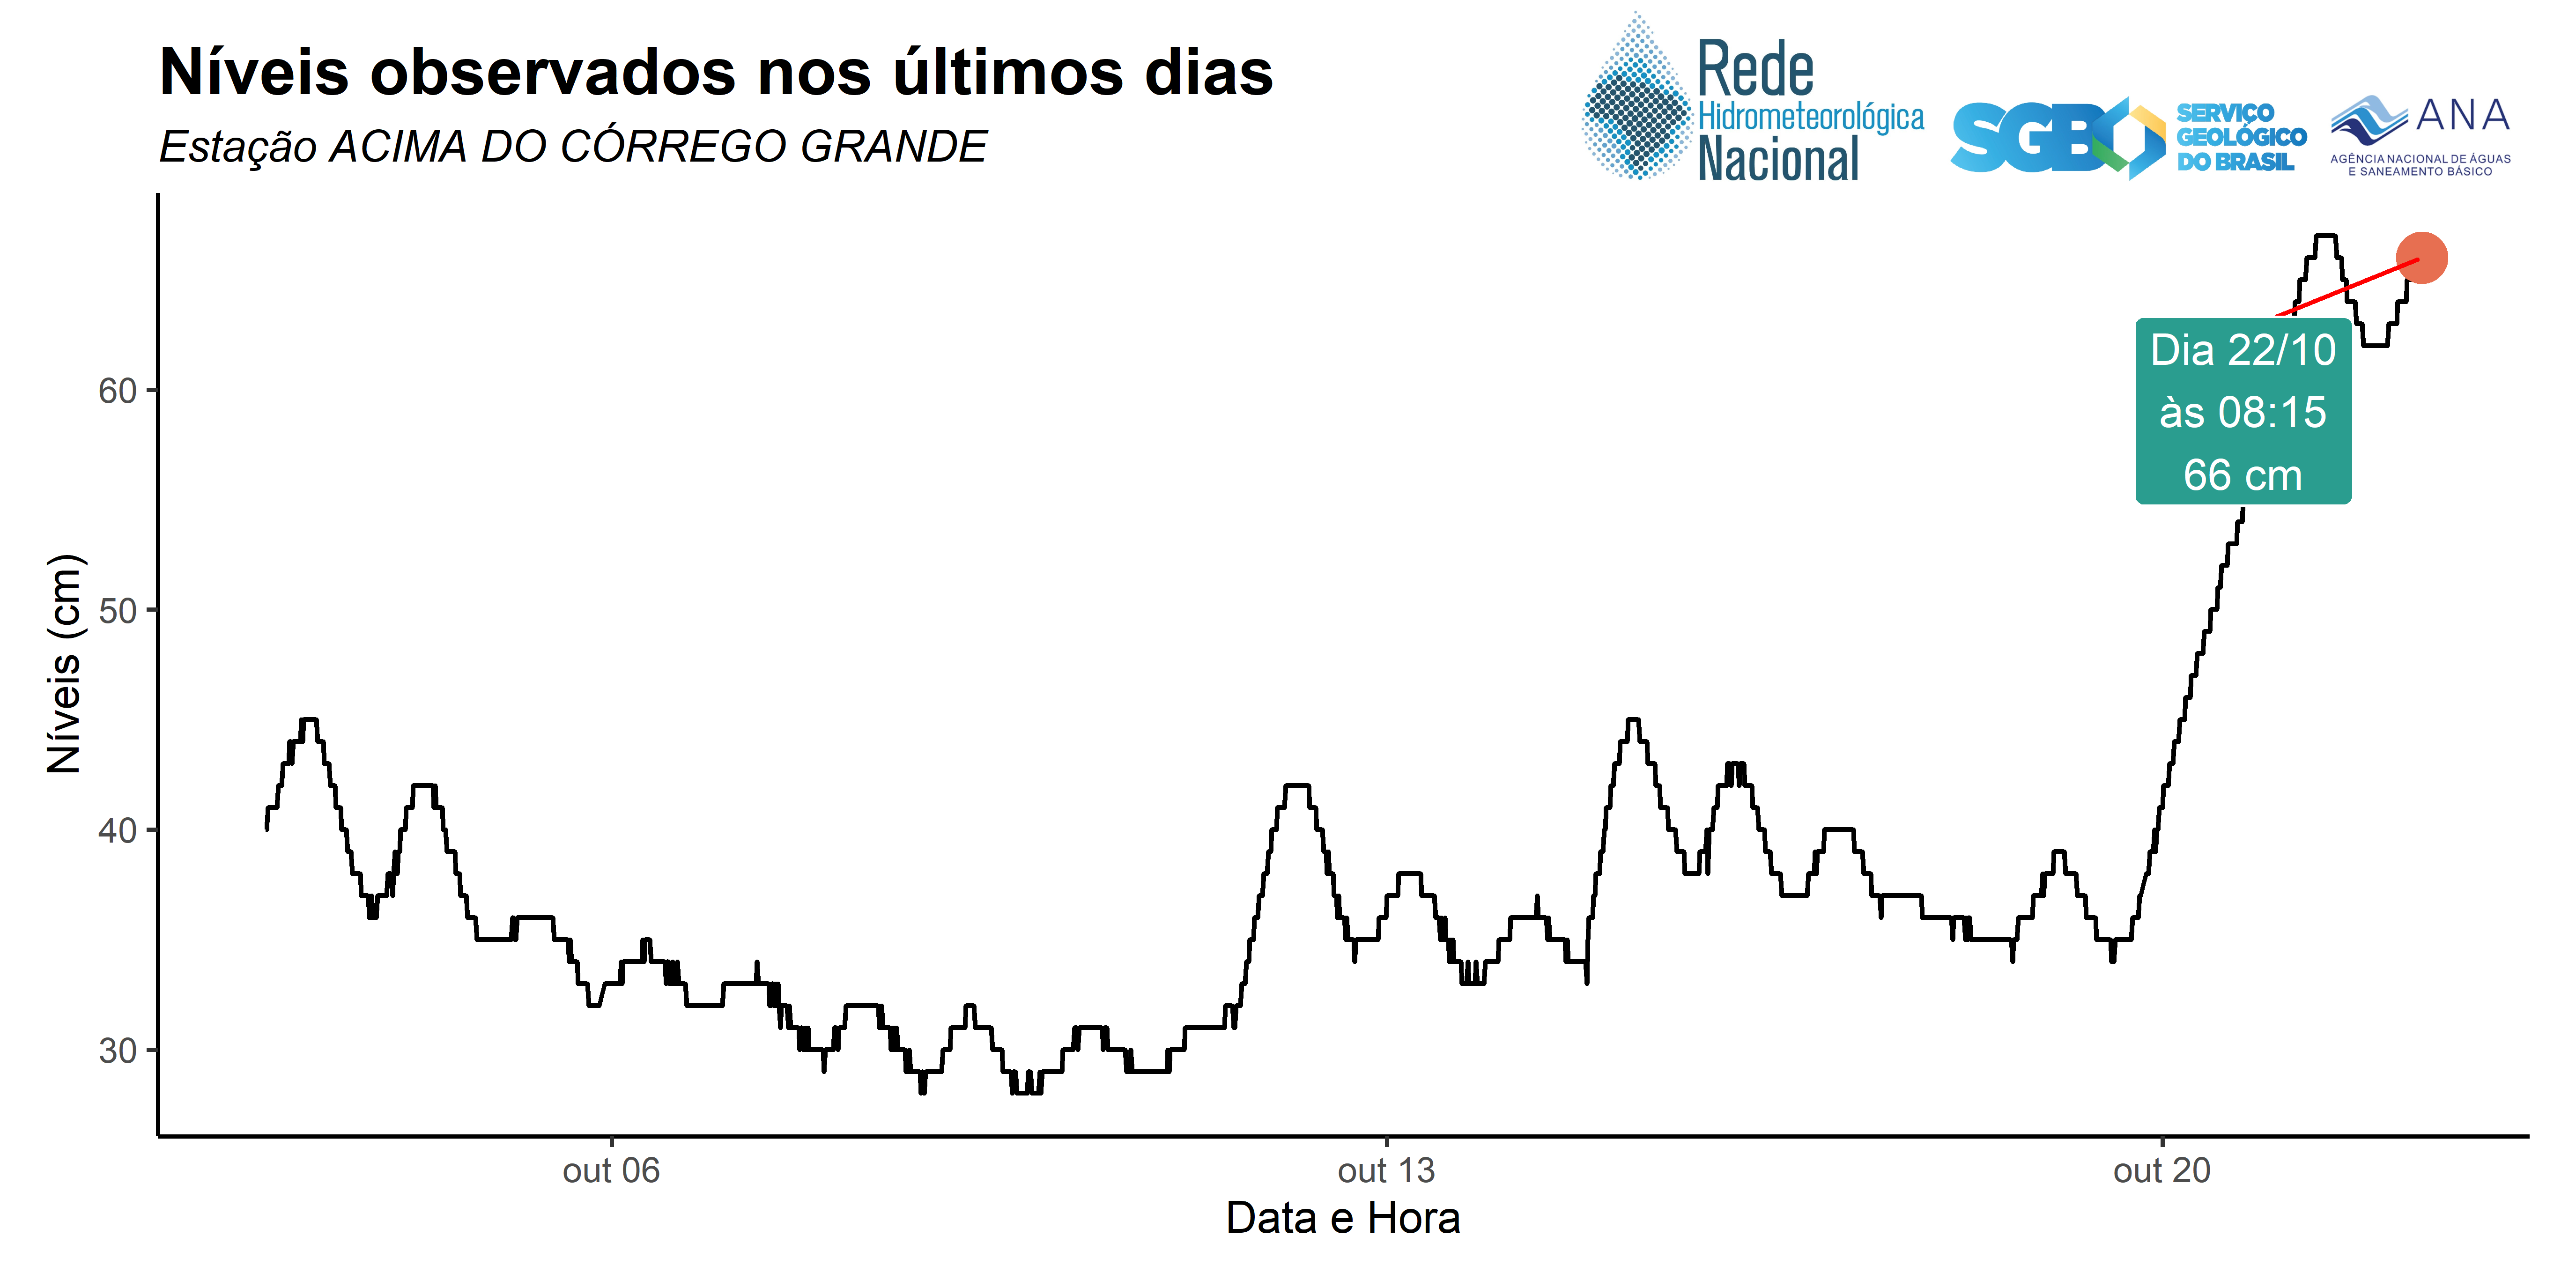 Níveis observados nos últimos dias
Estação ACIMA DO CÓRREGO GRANDE
Rede
Hidrometeorológica
Nacional
SGB
SERVIÇO
GEOLÓGICO
DO BRASIL
ANA
AGÊNCIA NACIONAL DE ÁGUAS
E SANEAMENTO BÁSICO
Dia 22/10
às 08:15
66 cm
Níveis (cm)
60
50
40
30
out 06
out 13
out 20
Data e Hora